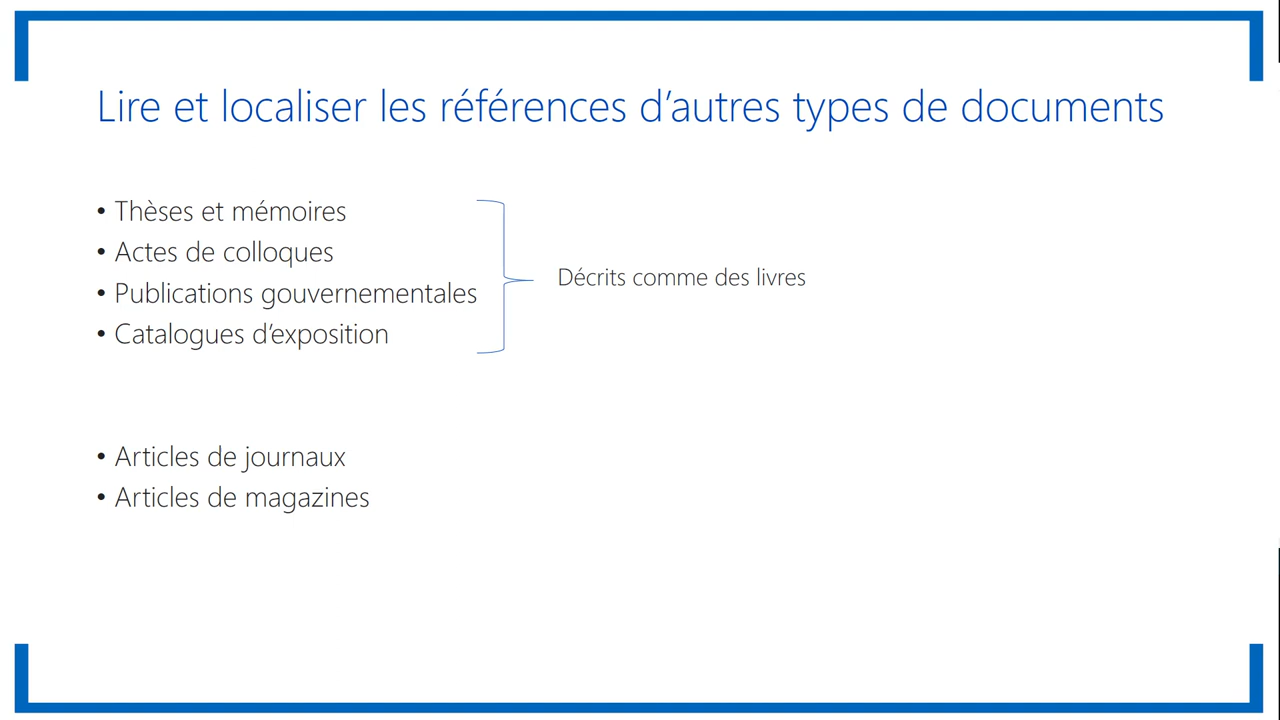 Lire et localiser les références d’autres types de documents
• Thèses et mémoires
• Actes de colloques
• Publications gouvernementales
• Catalogues d’exposition
Décrits comme des livres
• Articles de journaux
• Articles de magazines